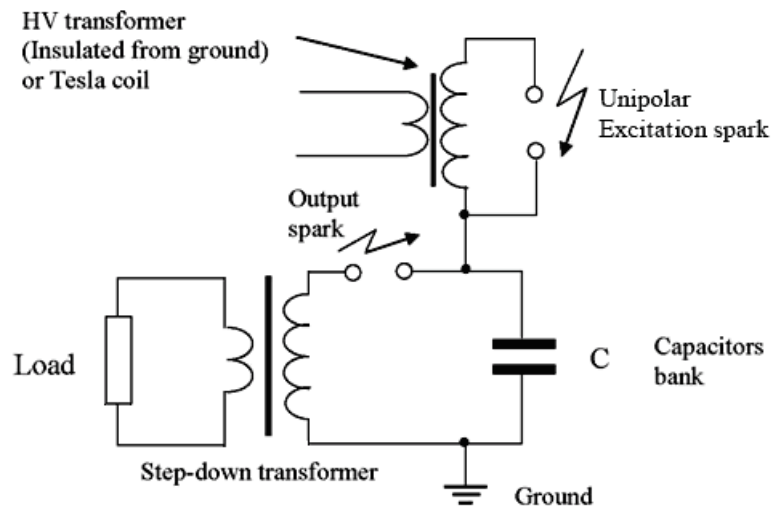 HV transformer
(Insulated from ground)
or Tesla coil
Unipolar
Excitation spark
Output
spark
Load
C
Capacitors
bank
Step-down transformer
Ground